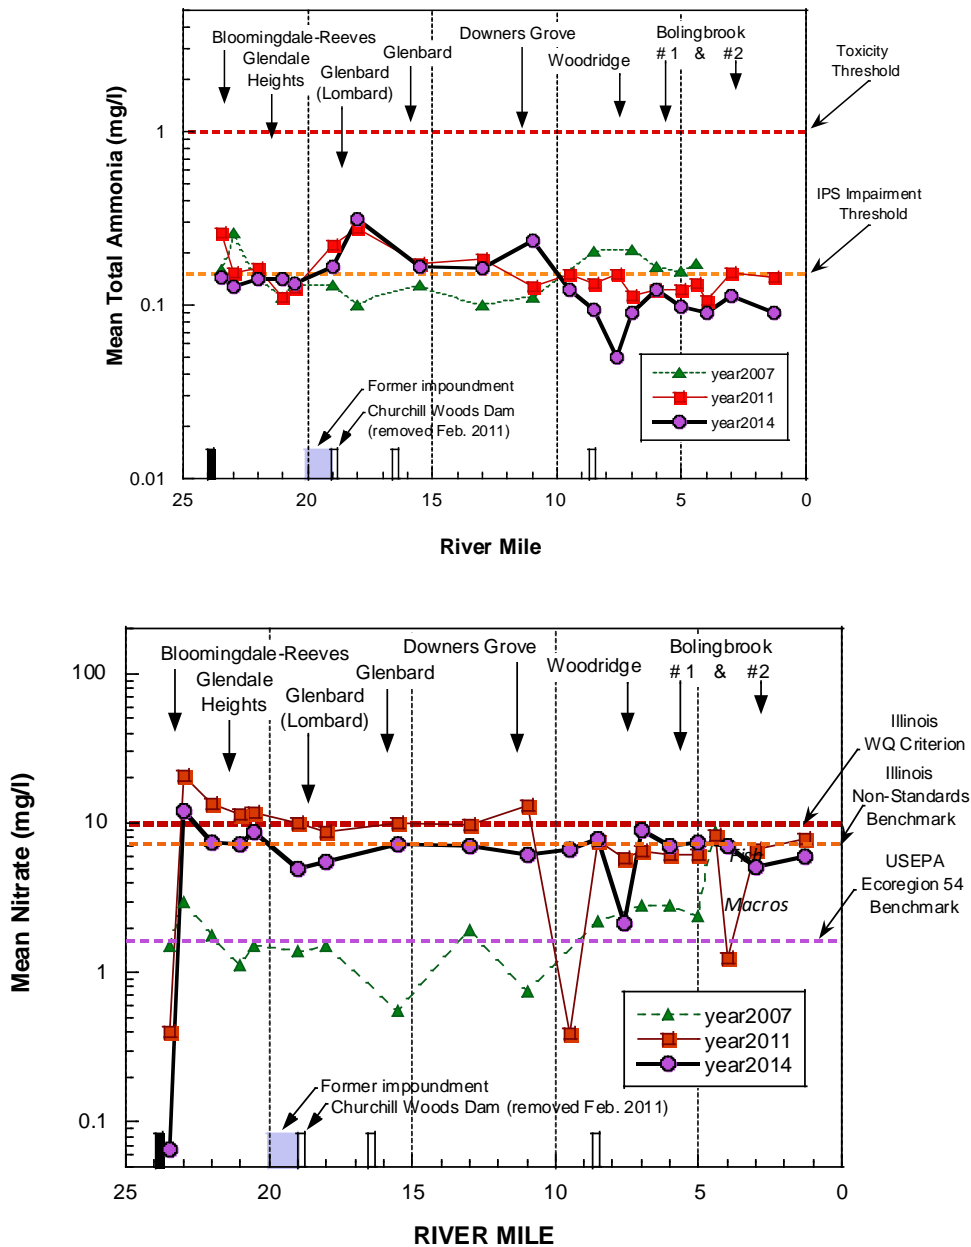 Bloomingdale-Reeves
Glendale
Heights
Glenbard
(Lombard)
Glenbard
Downers Grove
Woodridge
Bolingbrook
#1 & #2
Toxicity
Threshold
IPS Impairment
Threshold
Mean Total Ammonia (mg/l)
1
0.1
0.01
Former impoundment
Churchill Woods Dam
(removed Feb. 2011)
year2007
year2011
year2014
25 20 15 10 5 0
River Mile
Bloomingdale-Reeves
Glendale
Heights
Glenbard
(Lombard)
Glenbard
Downers Grove
Woodridge
Bolingbrook
#1 & #2
Illinois
WQ Criterion
Illinois
Non-Standards
Benchmark
USEPA
Ecoregion 54
Benchmark
Mean Nitrate (mg/l)
100
10
1
0.1
Fish
Macros
year2007
year2011
year2014
Former impoundment
Churchill Woods Dam (removed Feb. 2011)
25 20 15 10 5 0
RIVER MILE